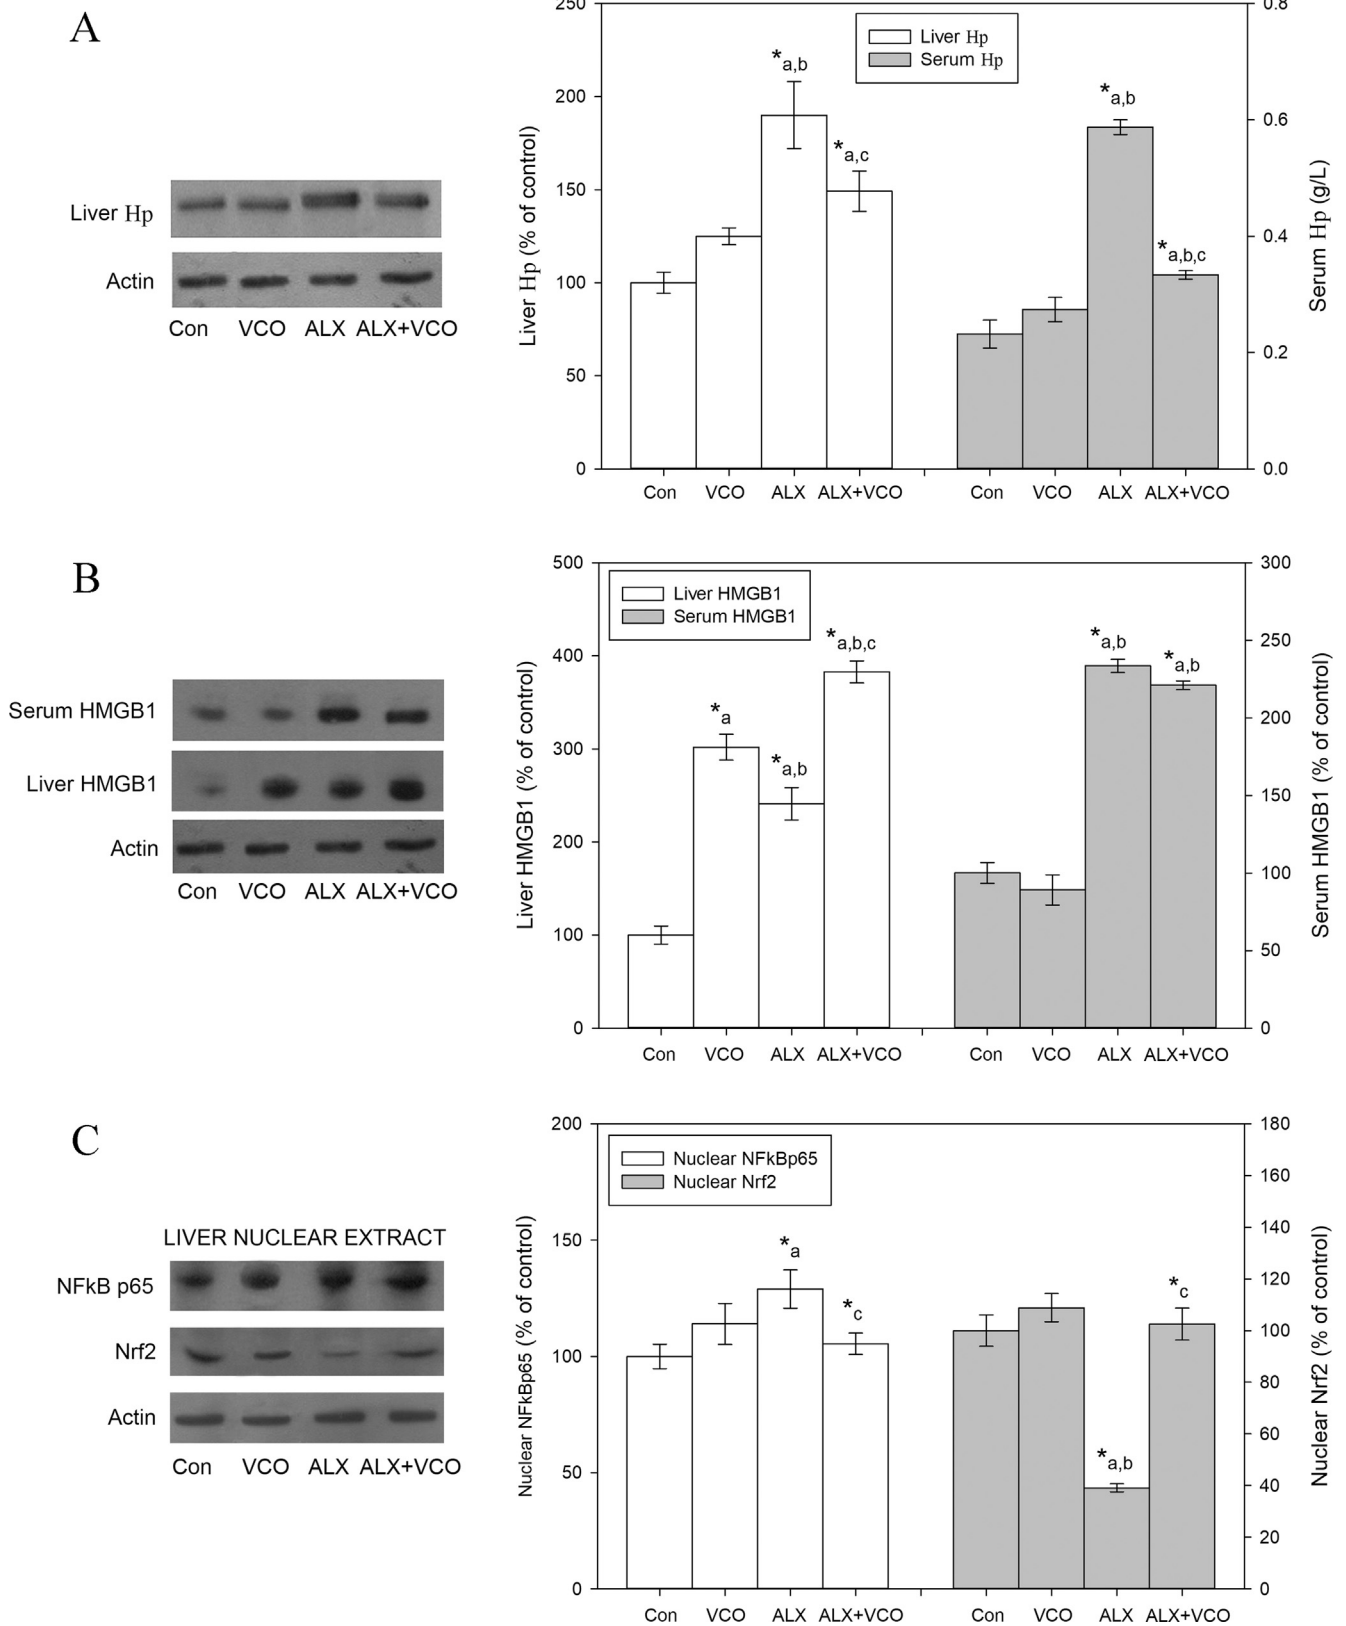 A
Liver Hp
Actin
Con VCO ALX ALX+VCO
250
200
150
100
50
0
Liver Hp (% of control)
Liver Hp
Serum Hp
*a,b
*a,c
*a,b
*a,b,c
0.8
0.6
0.4
0.2
0.0
Serum Hp (g/L)
Con VCO ALX ALX+VCO Con VCO ALX ALX+VCO
B
Serum HMGB1
Liver HMGB1
Actin
Con VCO ALX ALX+VCO
500
400
300
200
100
0
Liver HMGB1 (% of control)
Liver HMGB1
Serum HMGB1
*a
*a,b
*a,b,c
*a,b
*a,b
300
250
200
150
100
50
0
Serum HMGB1 (% of control)
Con VCO ALX ALX+VCO Con VCO ALX ALX+VCO
C
LIVER NUCLEAR EXTRACT
NFkB p65
Nrf2
Actin
Con VCO ALX ALX+VCO
200
150
100
50
0
Nuclear NFkBp65 (% of control)
Nuclear NFkBp65
Nuclear Nrf2
*a
*c
*a,b
*c
180
160
140
120
100
80
60
40
20
0
Nuclear Nrf2 (% of control)
Con VCO ALX ALX+VCO Con VCO ALX ALX+VCO